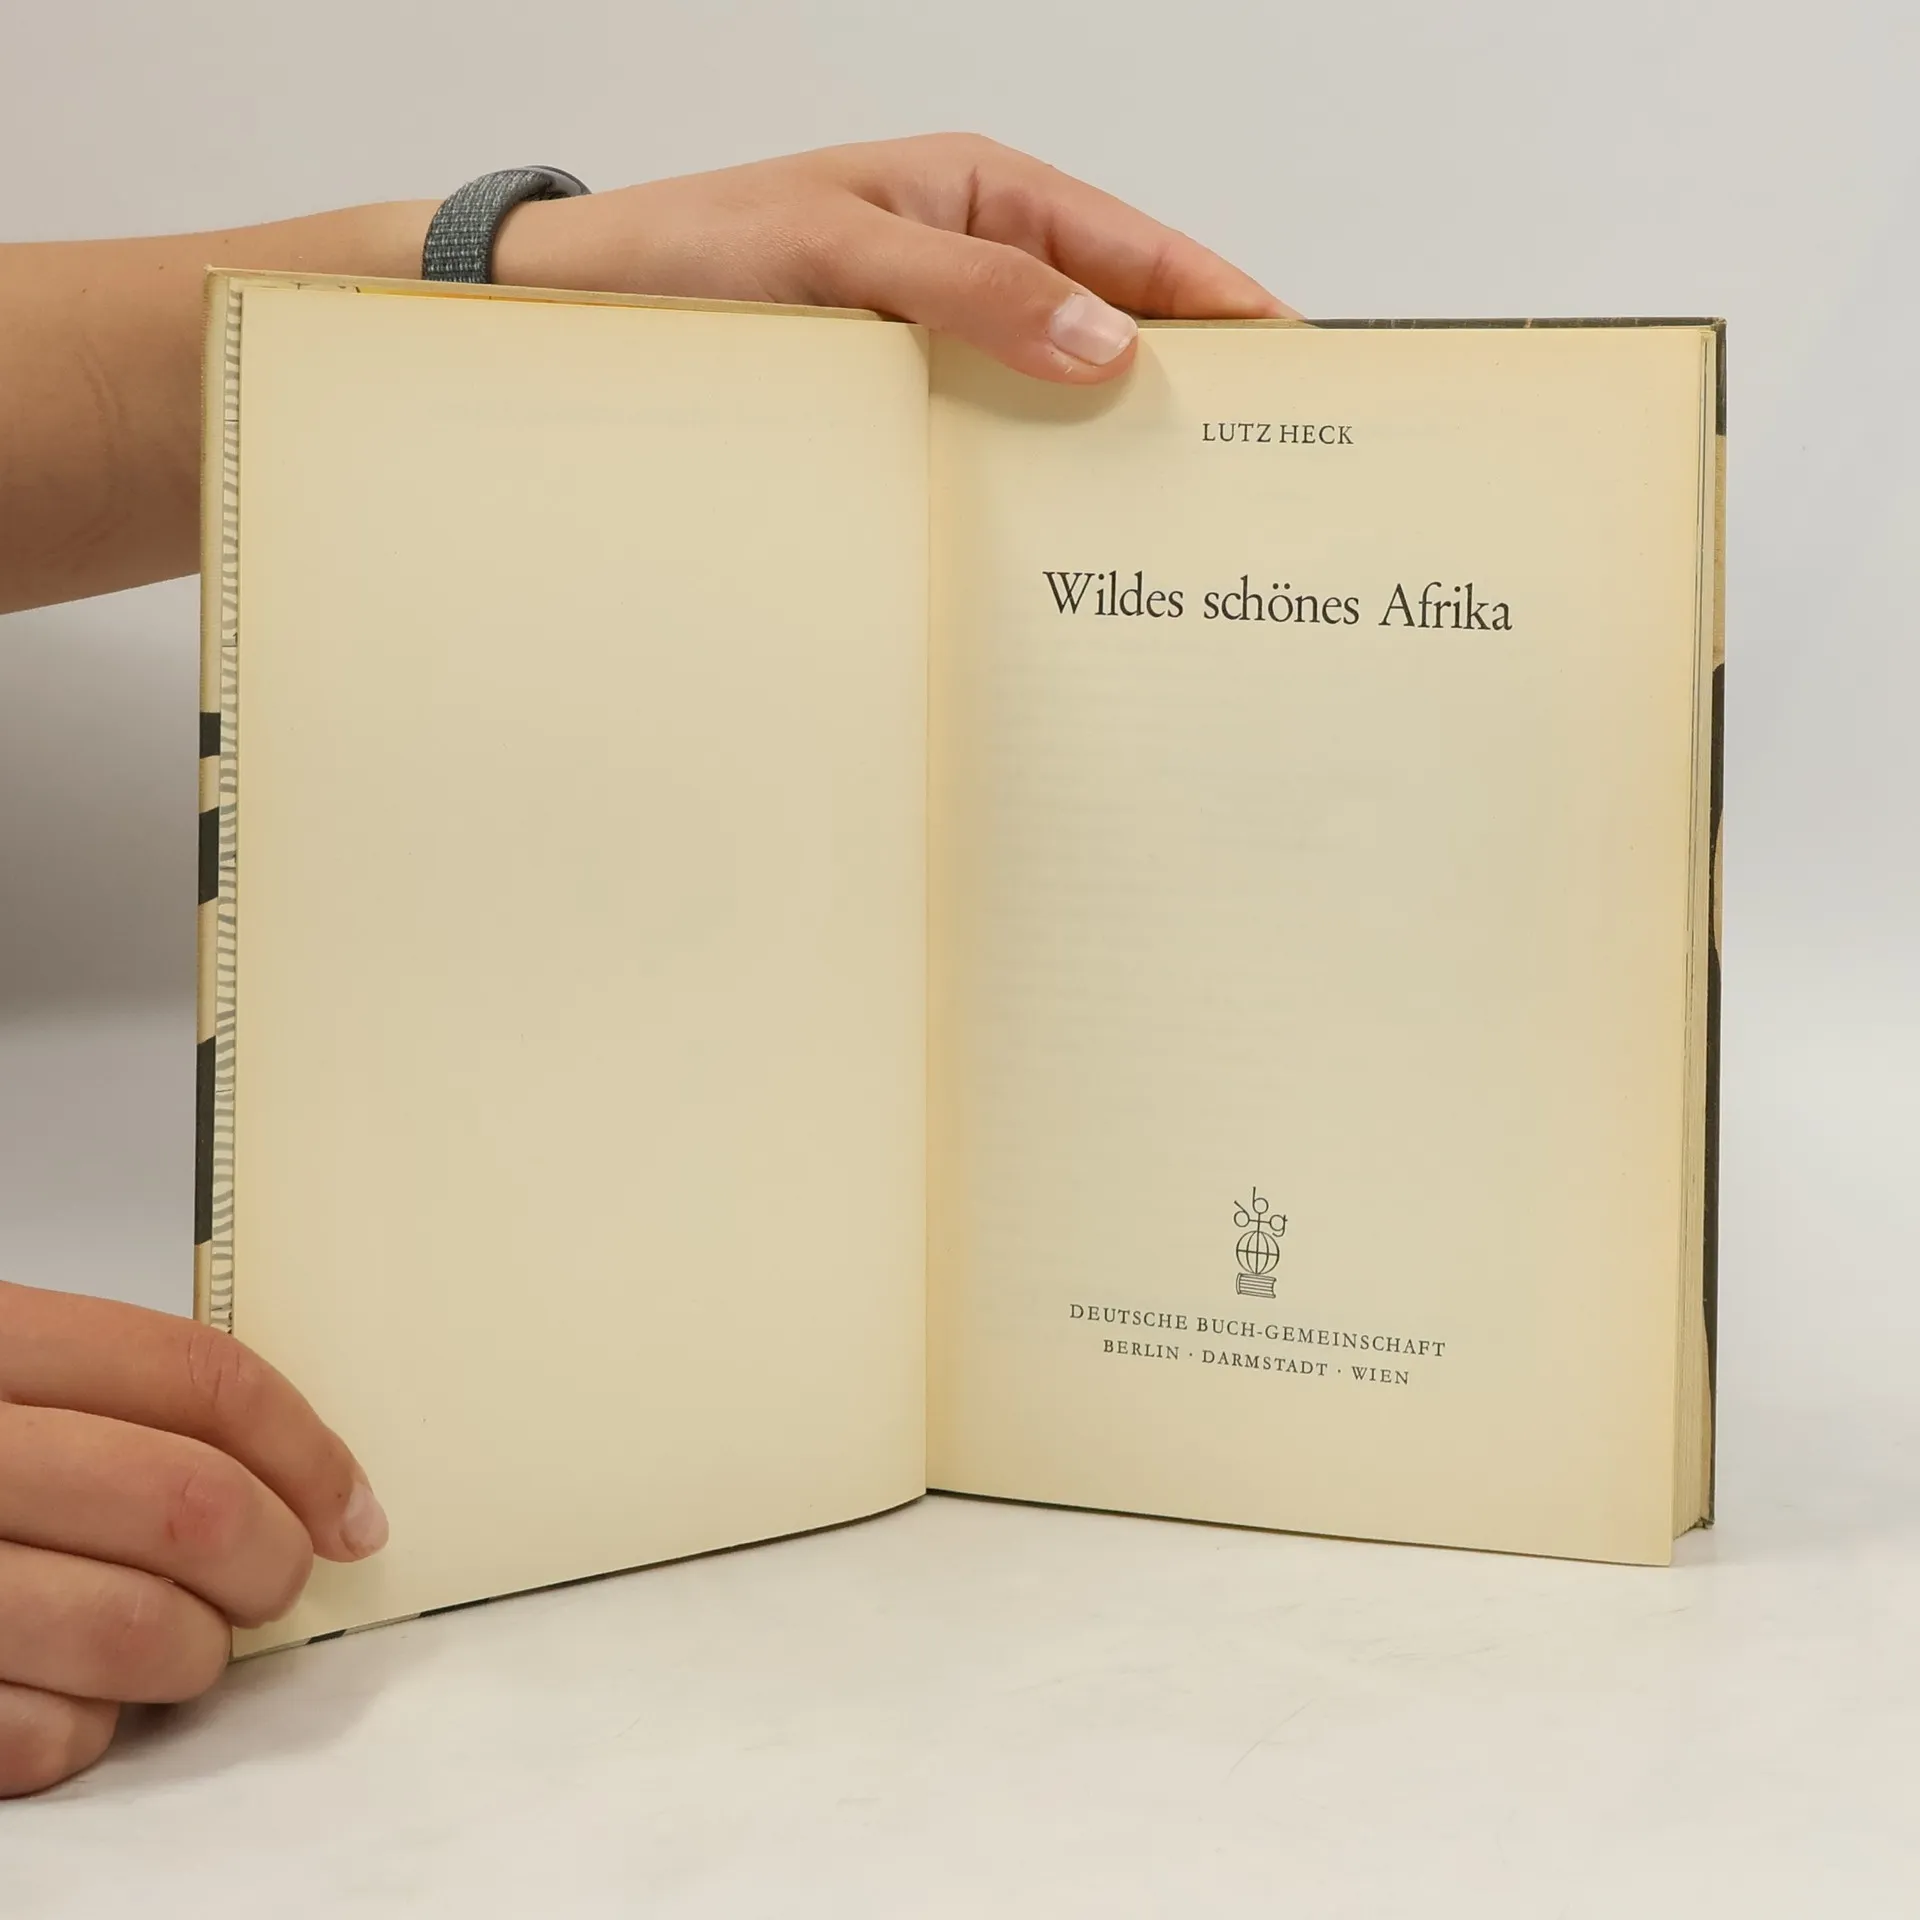 LUTZ HECK
Wildes schönes Afrika
dbg
DEUTSCHE BUCH-GEMEINSCHAFT
BERLIN · DARMSTADT · WIEN